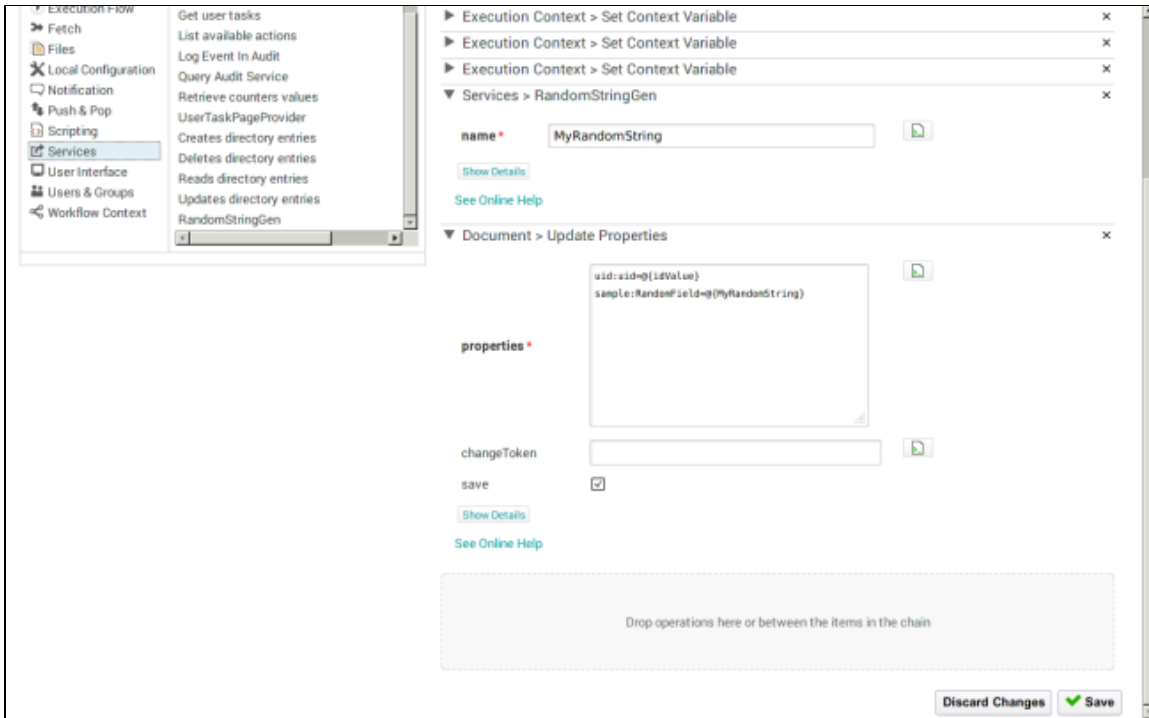 Execution Flow
Fetch
Files
Local Configuration
Notification
Push & Pop
Scripting
Services
User Interface
Users & Groups
Workflow Context
Get user tasks
List available actions
Log Event In Audit
Query Audit Service
Retrieve counters values
UserTaskPageProvider
Creates directory entries
Deletes directory entries
Reads directory entries
Updates directory entries
RandomStringGen
Execution Context > Set Context Variable
Execution Context > Set Context Variable
Execution Context > Set Context Variable
Services > RandomStringGen
name * MyRandomString
Show Details
See Online Help
Document > Update Properties
properties *
uid:uid=@{idValue}
sample:RandomField=@{MyRandomString}
changeToken
save
Show Details
See Online Help
Drop operations here or between the items in the chain
Discard Changes Save